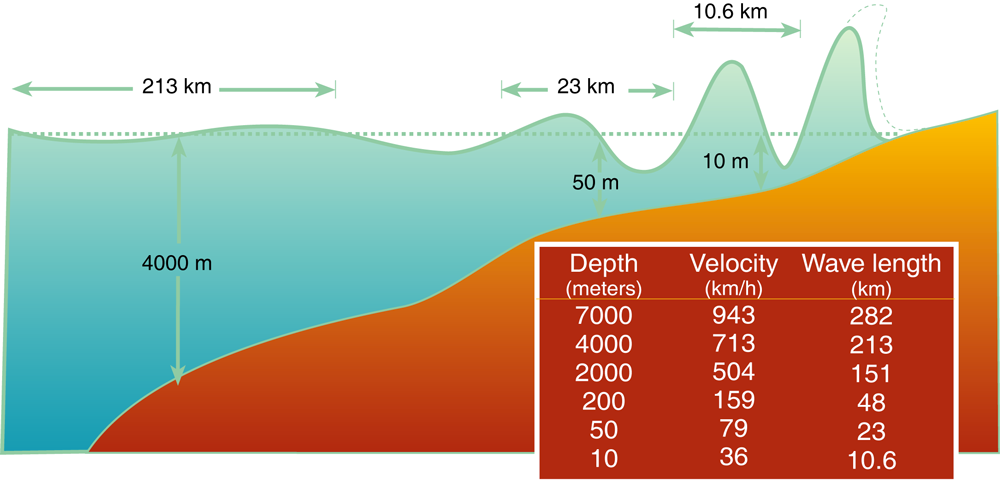 10.6 km
213 km
23 km
10 m
50 m
4000 m
Depth Velocity Wave length
(meters) (km/h) (km)
7000 943 282
4000 713 213
2000 504 151
200 159 48
50 79 23
10 36 10.6